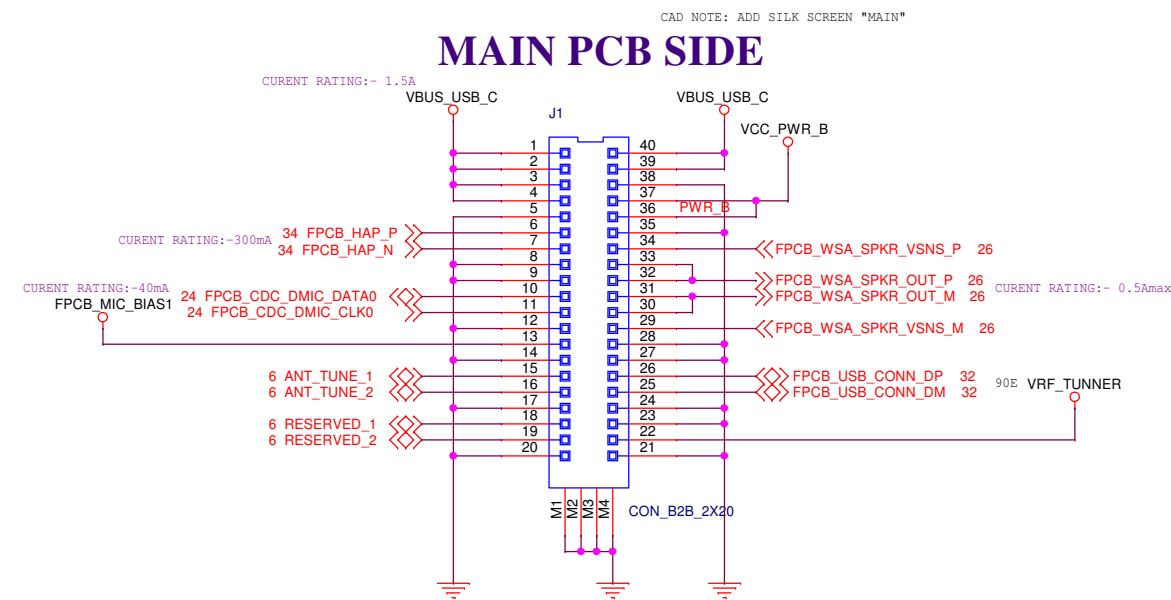 CAD NOTE: ADD SILK SCREEN "MAIN"
MAIN PCB SIDE
CURENT RATING:- 1.5A
VBUS_USB_C
VBUS_USB_C
J1
VCC_PWR_B
1 40
2 39
3 38
4 37
5 36 PWR_B
34 FPCB_HAP_P 6 35
CURENT RATING:-300mA 34 FPCB_HAP_N 7 34 FPCB_WSA_SPKR_VSNS_P 26
8 33
9 32 FPCB_WSA_SPKR_OUT_P 26
CURENT RATING:-40mA 24 FPCB_CDC_DMIC_DATA0 10 31 FPCB_WSA_SPKR_OUT_M 26 CURENT RATING:- 0.5Amax
FPCB_MIC_BIAS1 24 FPCB_CDC_DMIC_CLK0 11 30
12 29 FPCB_WSA_SPKR_VSNS_M 26
13 28
14 27
6 ANT_TUNE_1 15 26 FPCB_USB_CONN_DP 32
6 ANT_TUNE_2 16 25 FPCB_USB_CONN_DM 32 90E VRF_TUNNER
17 24
6 RESERVED_1 18 23
6 RESERVED_2 19 22
20 21
M1 M2 M3 M4 CON_B2B_2X20